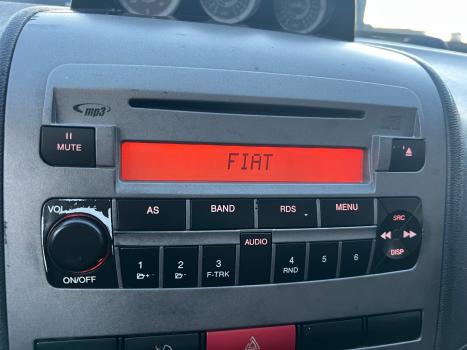 mp3
II
MUTE
FIAT
VOL
AS
BAND
RDS
MENU
SRC
AUDIO
DISP
1
2
3
F-TRK
4
RND
5
6
ON/OFF